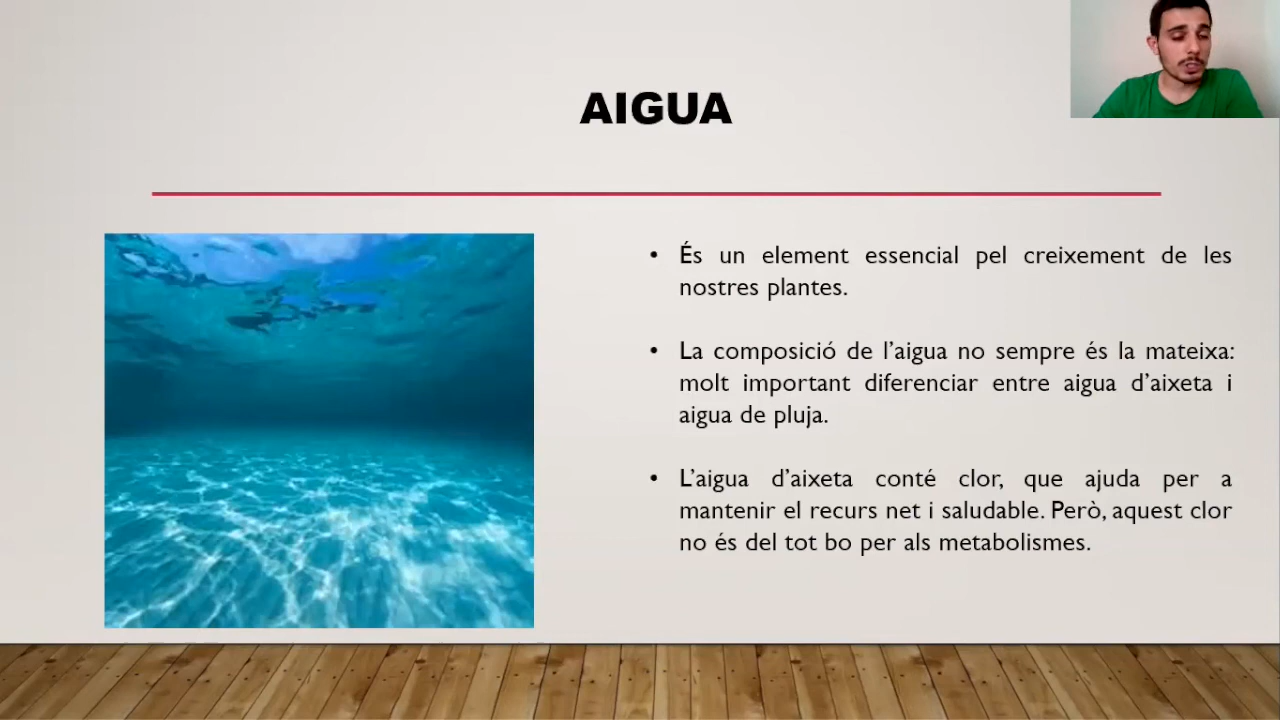 AIGUA
• És un element essencial pel creixement de les
nostres plantes.
• La composició de l’aigua no sempre és la mateixa:
molt important diferenciar entre aigua d’aixeta i
aigua de pluja.
• L’aigua d’aixeta conté clor, que ajuda per a
mantenir el recurs net i saludable. Però, aquest clor
no és del tot bo per als metabolismes.